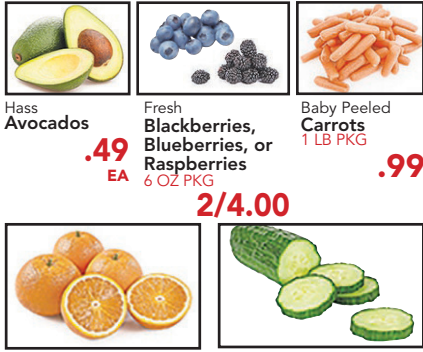 Hass
Avocados
.49
EA
Fresh
Blackberries,
Blueberries, or
Raspberries
6 OZ PKG
2/4.00
Baby Peeled
Carrots
1 LB PKG
.99